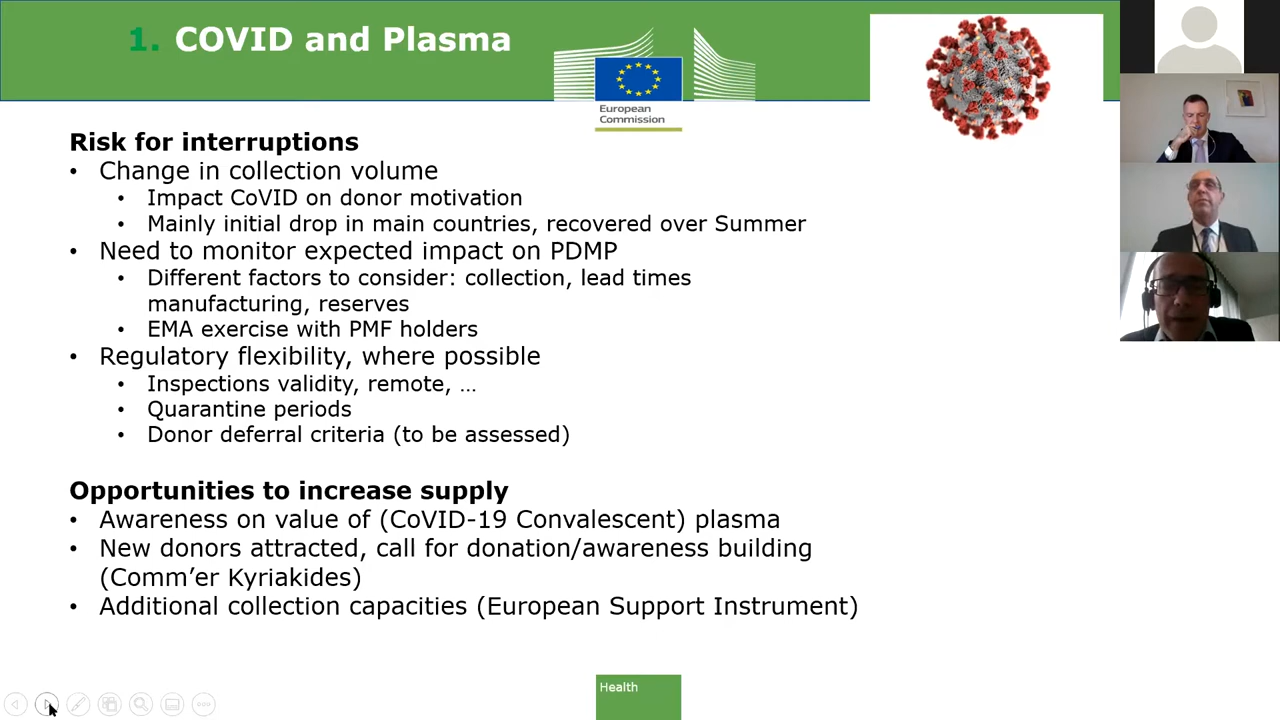 1. COVID and Plasma
European
Commission
Risk for interruptions
• Change in collection volume
• Impact CoVID on donor motivation
• Mainly initial drop in main countries, recovered over Summer
• Need to monitor expected impact on PDMP
• Different factors to consider: collection, lead times
manufacturing, reserves
• EMA exercise with PMF holders
• Regulatory flexibility, where possible
• Inspections validity, remote, …
• Quarantine periods
• Donor deferral criteria (to be assessed)
Opportunities to increase supply
• Awareness on value of (CoVID-19 Convalescent) plasma
• New donors attracted, call for donation/awareness building
(Comm’er Kyriakides)
• Additional collection capacities (European Support Instrument)
Health